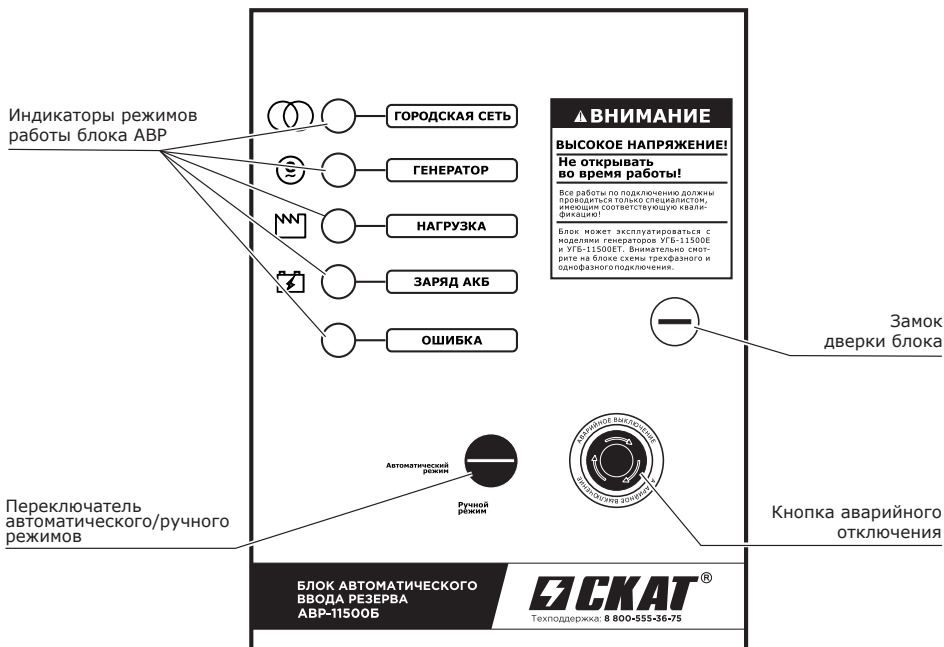 Индикаторы режимов
работы блока АВР
ГОРОДСКАЯ СЕТЬ
ГЕНЕРАТОР
НАГРУЗКА
ЗАРЯД АКБ
ОШИБКА
ВНИМАНИЕ
ВЫСОКОЕ НАПРЯЖЕНИЕ!
Не открывать
во время работы!
Все работы по подключению должны
проводиться только специалистом,
имеющим соответствующую квали-
фикацию!
Блок может эксплуатироваться с
моделями генераторов УГБ-11500Е
и УГБ-11500ЕТ. Внимательно смот-
рите на блоке схемы трехфазного и
однофазного подключения.
Замок
дверки блока
Автоматический
режим
Ручной
режим
АВАРИЙНОЕ ВЫКЛЮЧЕНИЕ
АВАРИЙНОЕ ВЫКЛЮЧЕНИЕ
Переключатель
автоматического/ручного
режимов
Кнопка аварийного
отключения
БЛОК АВТОМАТИЧЕСКОГО
ВВОДА РЕЗЕРВА
АВР-11500Б
СКАТ®
Техподдержка: 8 800-555-36-75